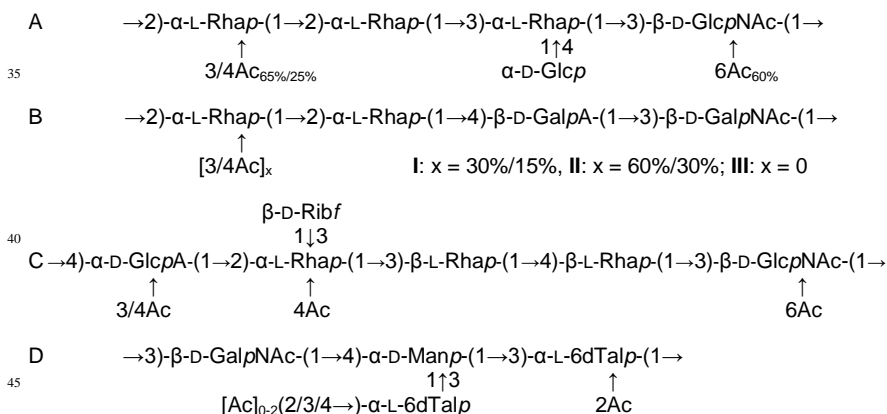 A →2)-α-L-Rhap-(1→2)-α-L-Rhap-(1→3)-α-L-Rhap-(1→3)-β-D-GlcpNAc-(1→
↑ 1↑4 ↑
35 3/4Ac65%/25% α-D-Glcp 6Ac60%
B →2)-α-L-Rhap-(1→2)-α-L-Rhap-(1→4)-β-D-GalpA-(1→3)-β-D-GalpNAc-(1→
↑
[3/4Ac]x I: x = 30%/15%, II: x = 60%/30%; III: x = 0
β-D-Ribf
40 1↓3
C →4)-α-D-GlcpA-(1→2)-α-L-Rhap-(1→3)-β-L-Rhap-(1→4)-β-L-Rhap-(1→3)-β-D-GlcpNAc-(1→
↑ ↑ ↑
3/4Ac 4Ac 6Ac
D →3)-β-D-GalpNAc-(1→4)-α-D-Manp-(1→3)-α-L-6dTalp-(1→
45 1↑3 ↑
[Ac]0-2(2/3/4→)-α-L-6dTalp 2Ac